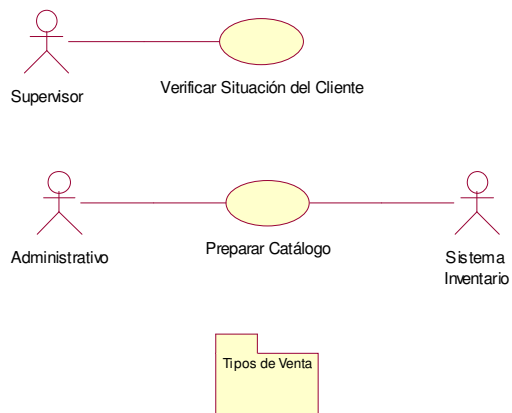 Supervisor
Verificar Situación del Cliente
Administrativo
Preparar Catálogo
Sistema
Inventario
Tipos de Venta